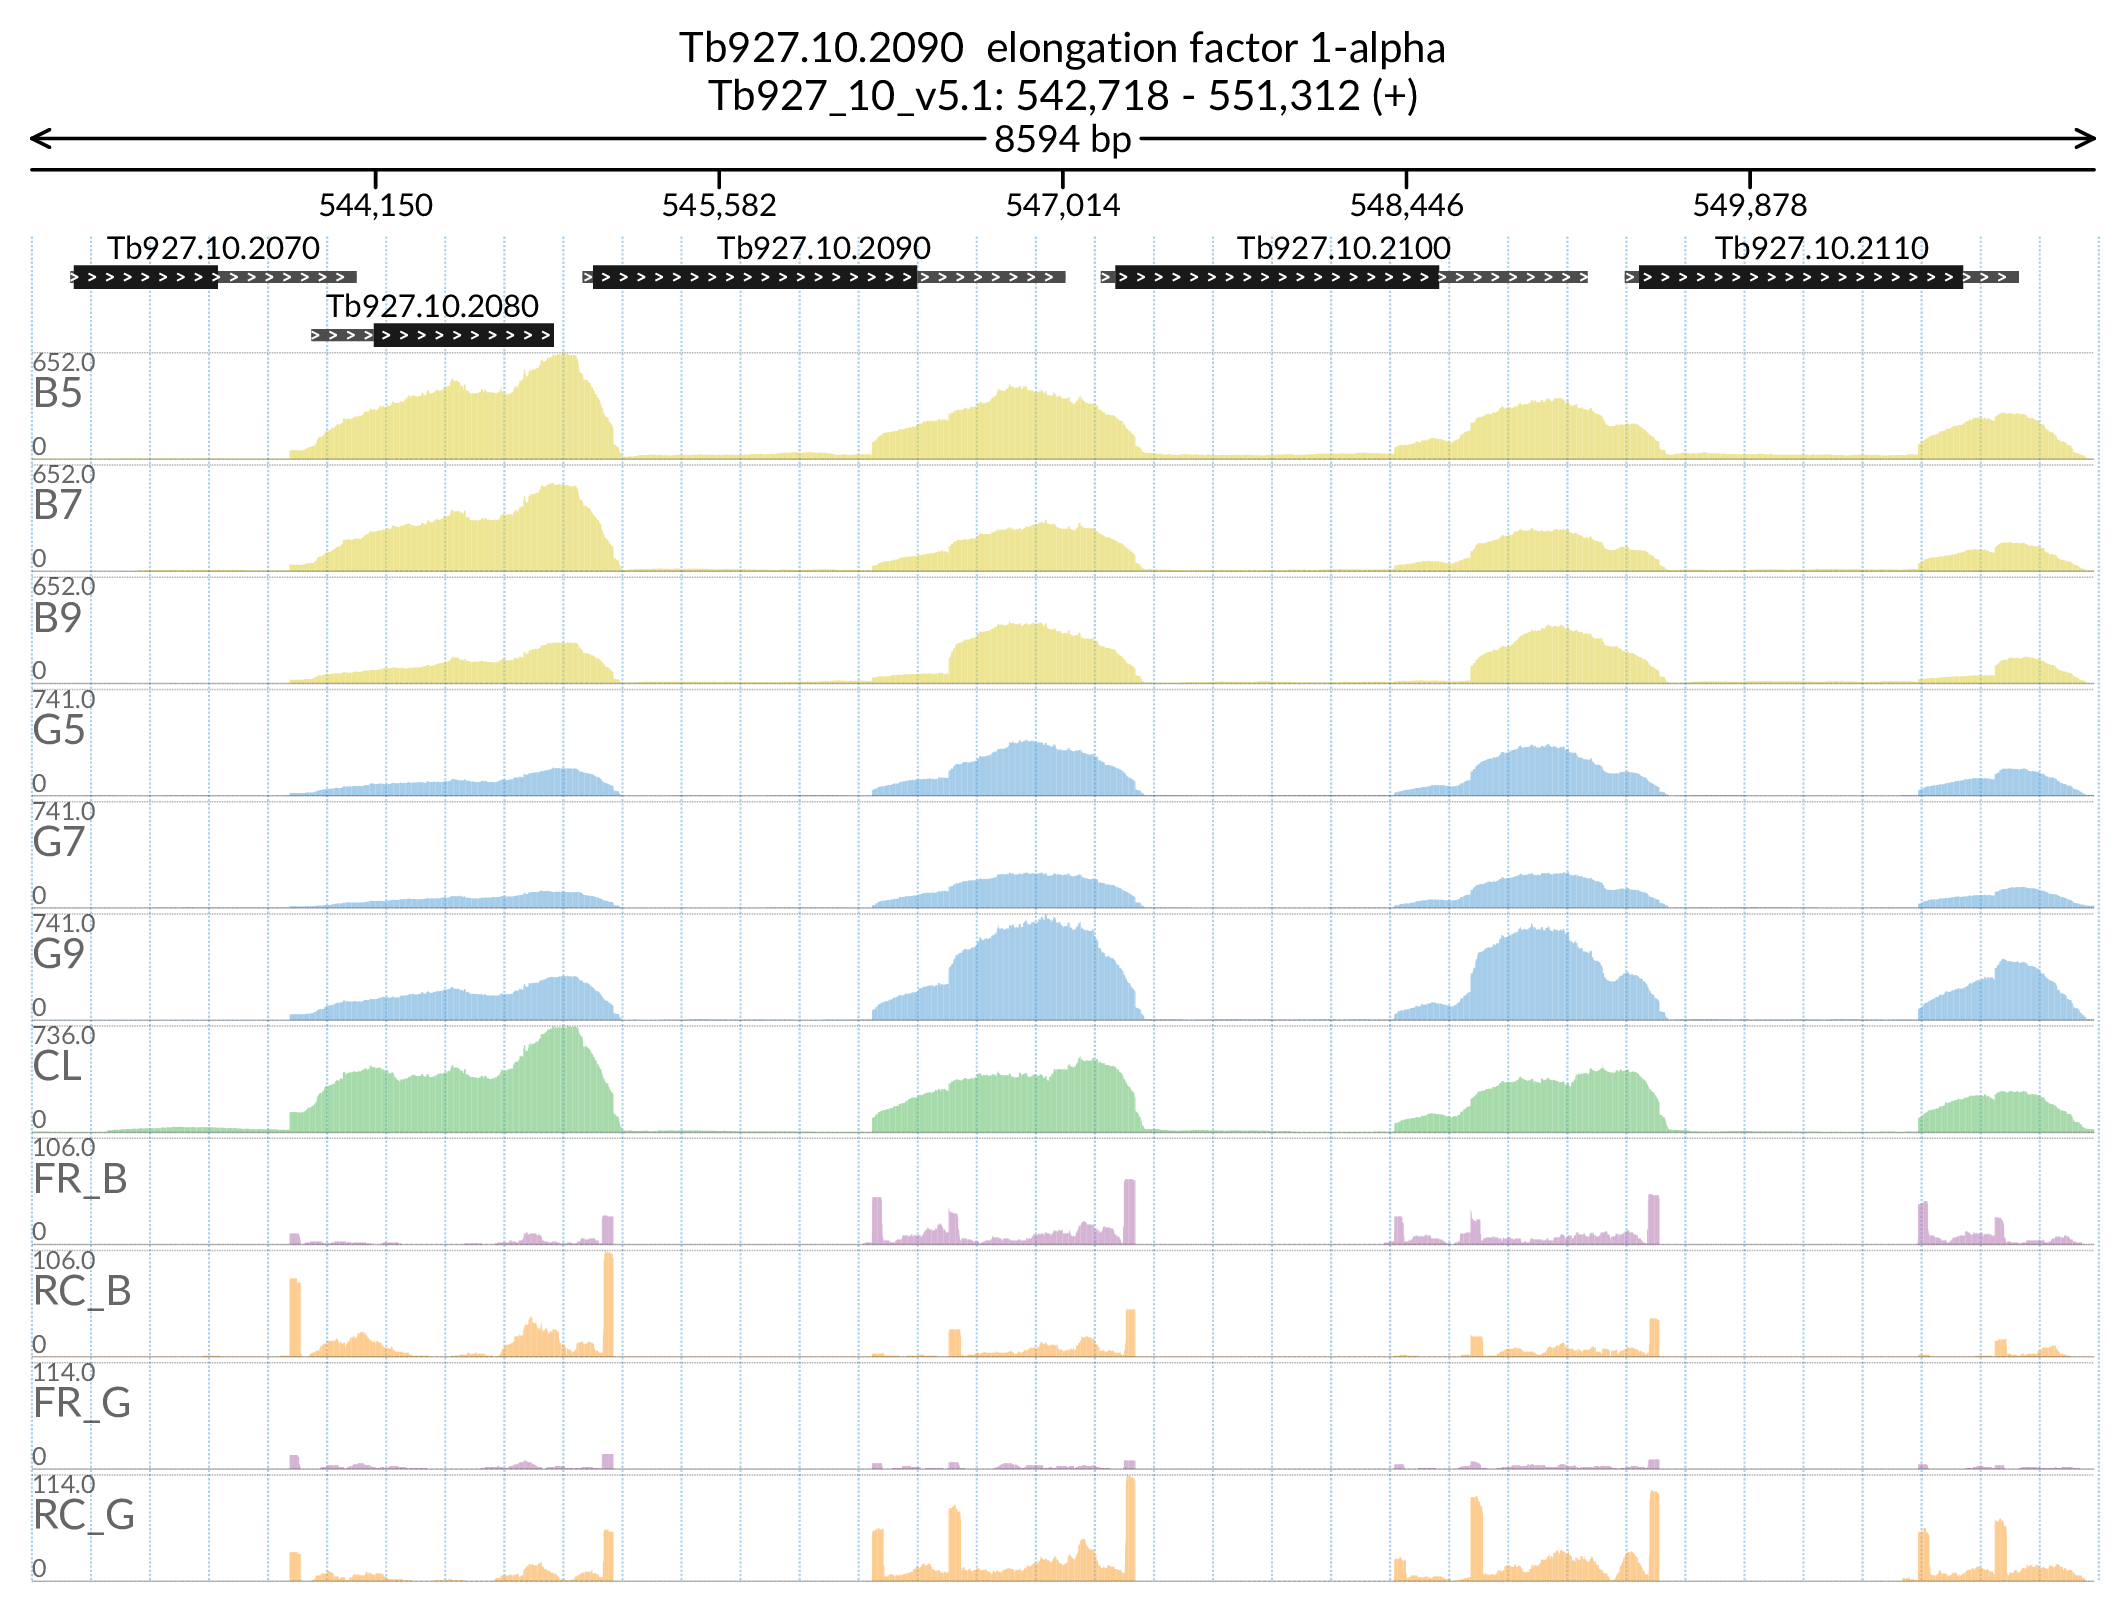 Tb927.10.2090 elongation factor 1-alpha
Tb927_10_v5.1: 542,718 - 551,312 (+)
8594 bp
544,150 545,582 547,014 548,446 549,878
Tb927.10.2070 Tb927.10.2090 Tb927.10.2100 Tb927.10.2110
Tb927.10.2080
652.0
B5
0
652.0
B7
0
652.0
B9
0
741.0
G5
0
741.0
G7
0
741.0
G9
0
736.0
CL
0
106.0
FR_B
0
106.0
RC_B
0
114.0
FR_G
0
114.0
RC_G
0